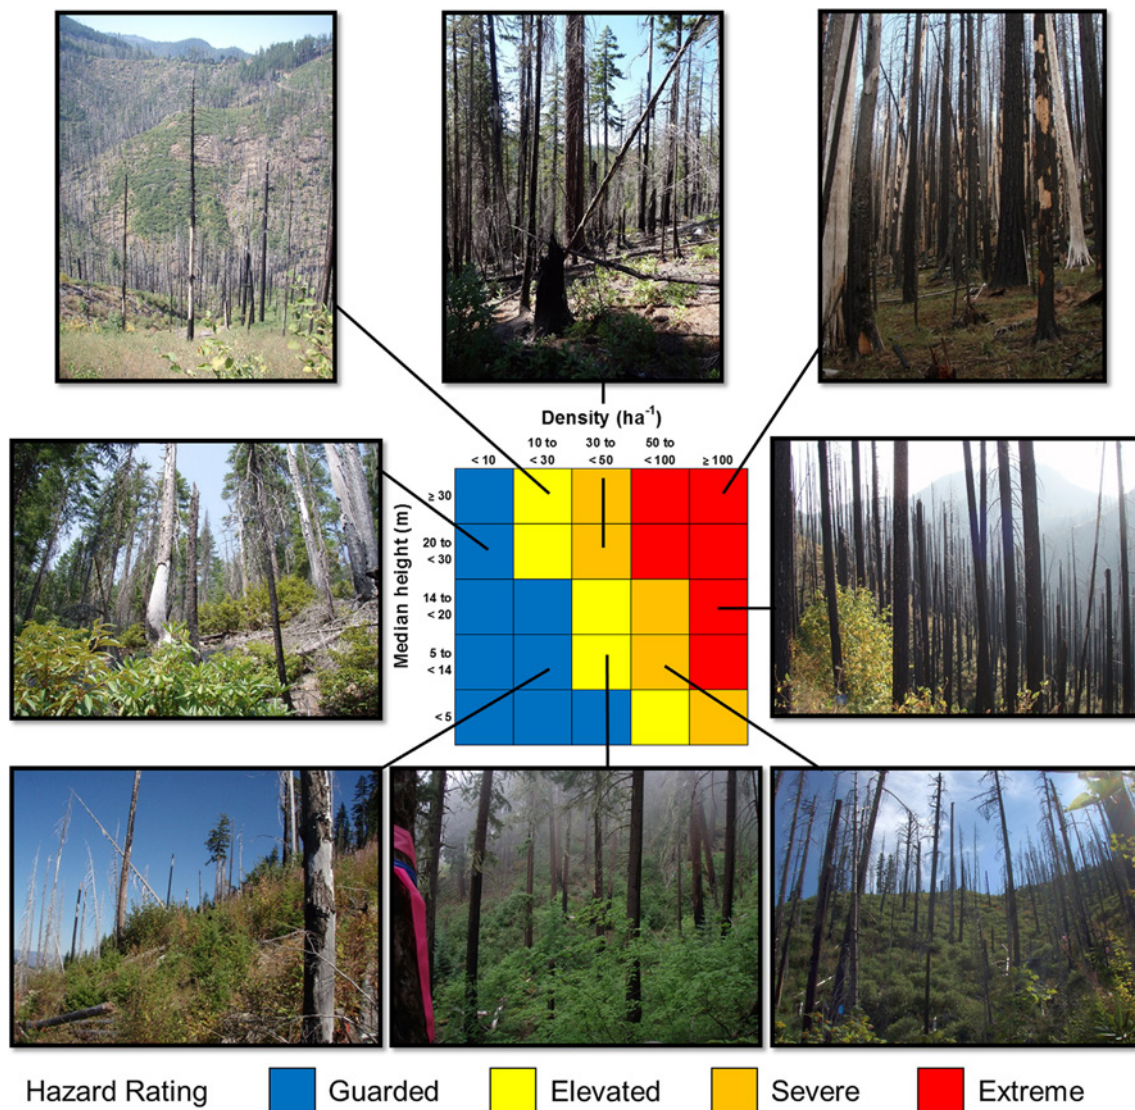 Density (ha⁻¹)
10 to 30 to 50 to
< 10 < 30 < 50 < 100 ≥ 100
Median height (m)
≥ 30
20 to
< 30
14 to
< 20
5 to
< 14
< 5
Hazard Rating Guarded Elevated Severe Extreme